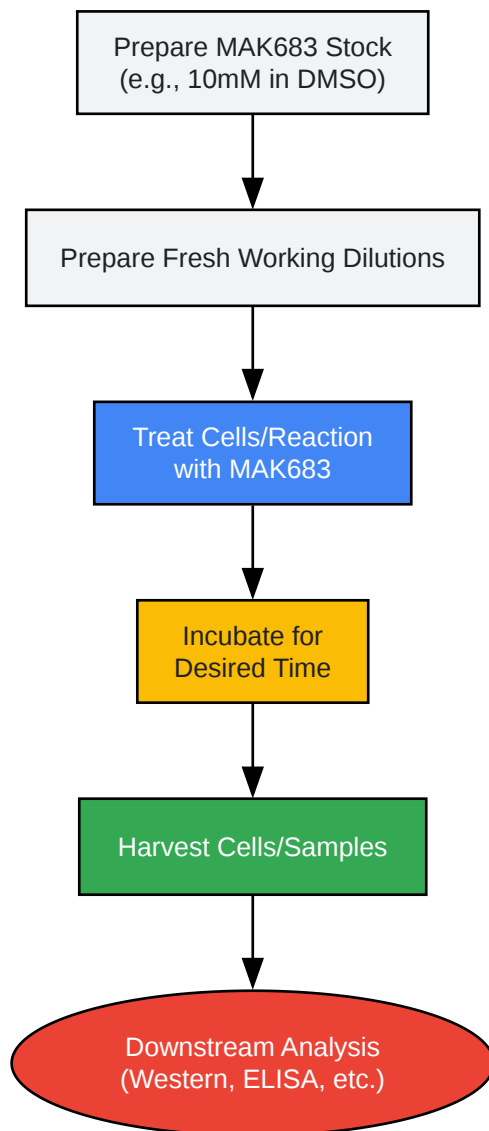 Prepare MAK683 Stock
(e.g., 10mM in DMSO)
Prepare Fresh Working Dilutions
Treat Cells/Reaction
with MAK683
Incubate for
Desired Time
Harvest Cells/Samples
Downstream Analysis
(Western, ELISA, etc.)